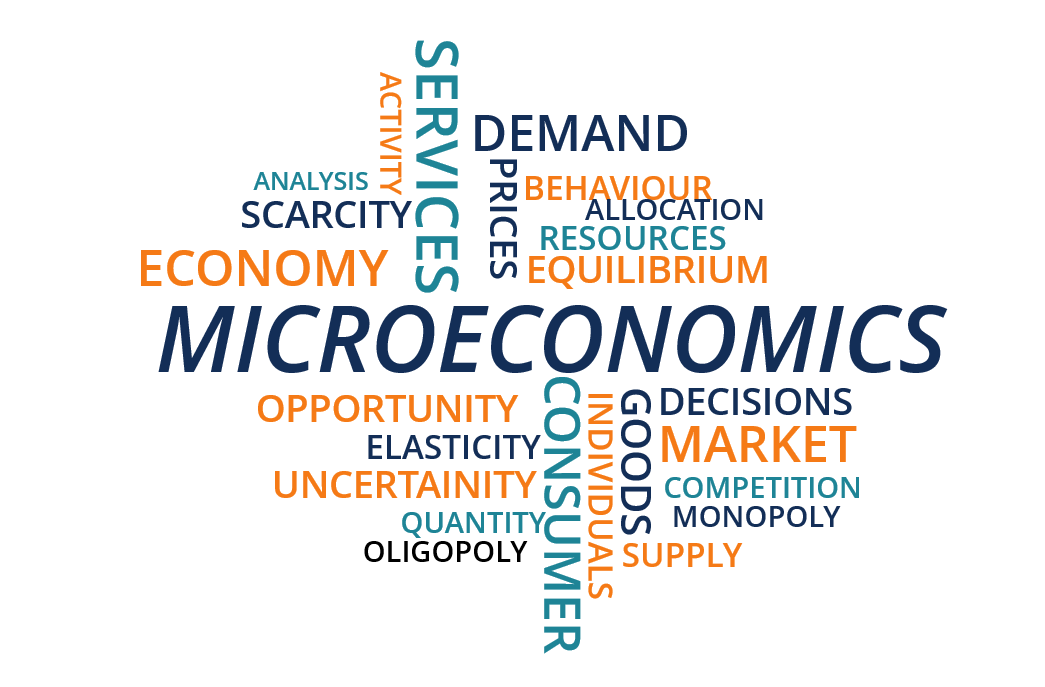 SERVICES
ACTIVITY
DEMAND
PRICES
ANALYSIS
BEHAVIOUR
SCARCITY
ALLOCATION
RESOURCES
ECONOMY
EQUILIBRIUM
MICROECONOMICS
CONSUMER
INDIVIDUALS
GOODS
DECISIONS
OPPORTUNITY
MARKET
ELASTICITY
UNCERTAINITY
COMPETITION
QUANTITY
MONOPOLY
OLIGOPOLY
SUPPLY